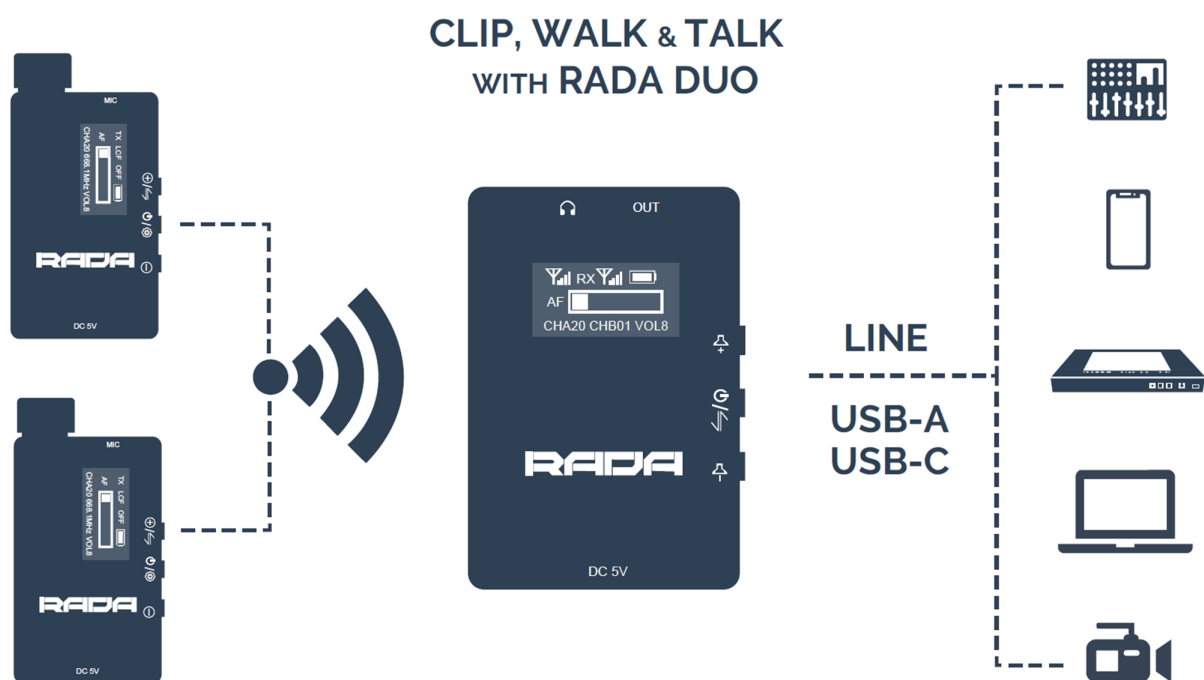 CLIP, WALK & TALK
WITH RADA DUO
MIC
TX LCF OFF
AF
CHA20 668.1MHz VOL8
RADA
DC 5V
MIC
TX LCF OFF
AF
CHA20 668.1MHz VOL8
RADA
DC 5V
OUT
RX
AF
CHA20 CHB01 VOL8
RADA
DC 5V
LINE
USB-A
USB-C